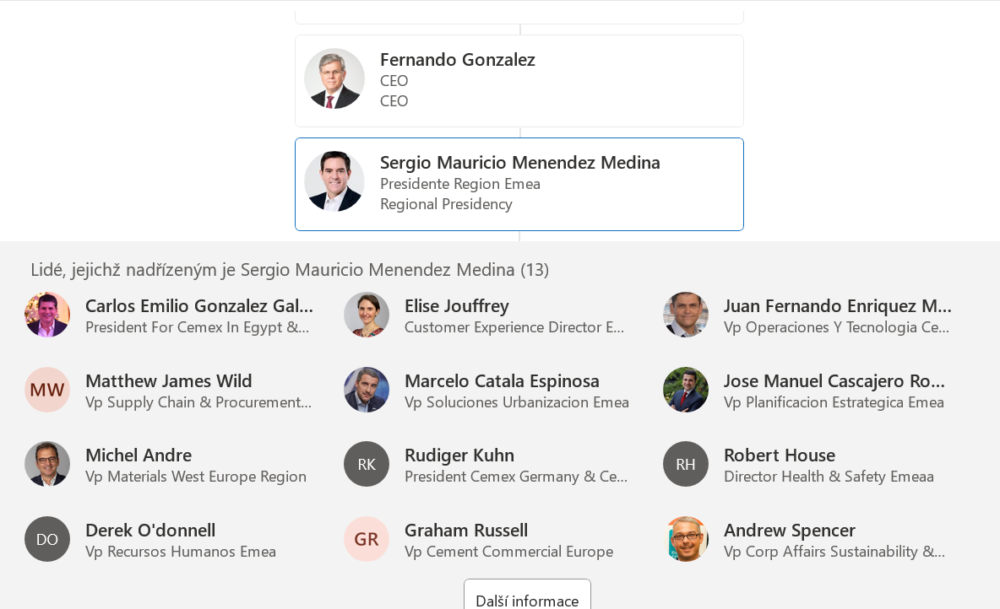 Fernando Gonzalez
CEO
CEO
Sergio Mauricio Menendez Medina
Presidente Region Emea
Regional Presidency
Lidé, jejichž nadřízeným je Sergio Mauricio Menendez Medina (13)
Carlos Emilio Gonzalez Gal...
President For Cemex In Egypt &...
Elise Jouffrey
Customer Experience Director E...
Juan Fernando Enriquez M...
Vp Operaciones Y Tecnologia Ce...
MW
Matthew James Wild
Vp Supply Chain & Procurement...
Marcelo Catala Espinosa
Vp Soluciones Urbanizacion Emea
Jose Manuel Cascajero Ro...
Vp Planificacion Estrategica Emea
Michel Andre
Vp Materials West Europe Region
RK
Rudiger Kuhn
President Cemex Germany & Ce...
RH
Robert House
Director Health & Safety Emeaa
DO
Derek O'donnell
Vp Recursos Humanos Emea
GR
Graham Russell
Vp Cement Commercial Europe
Andrew Spencer
Vp Corp Affairs Sustainability &...
Další informace